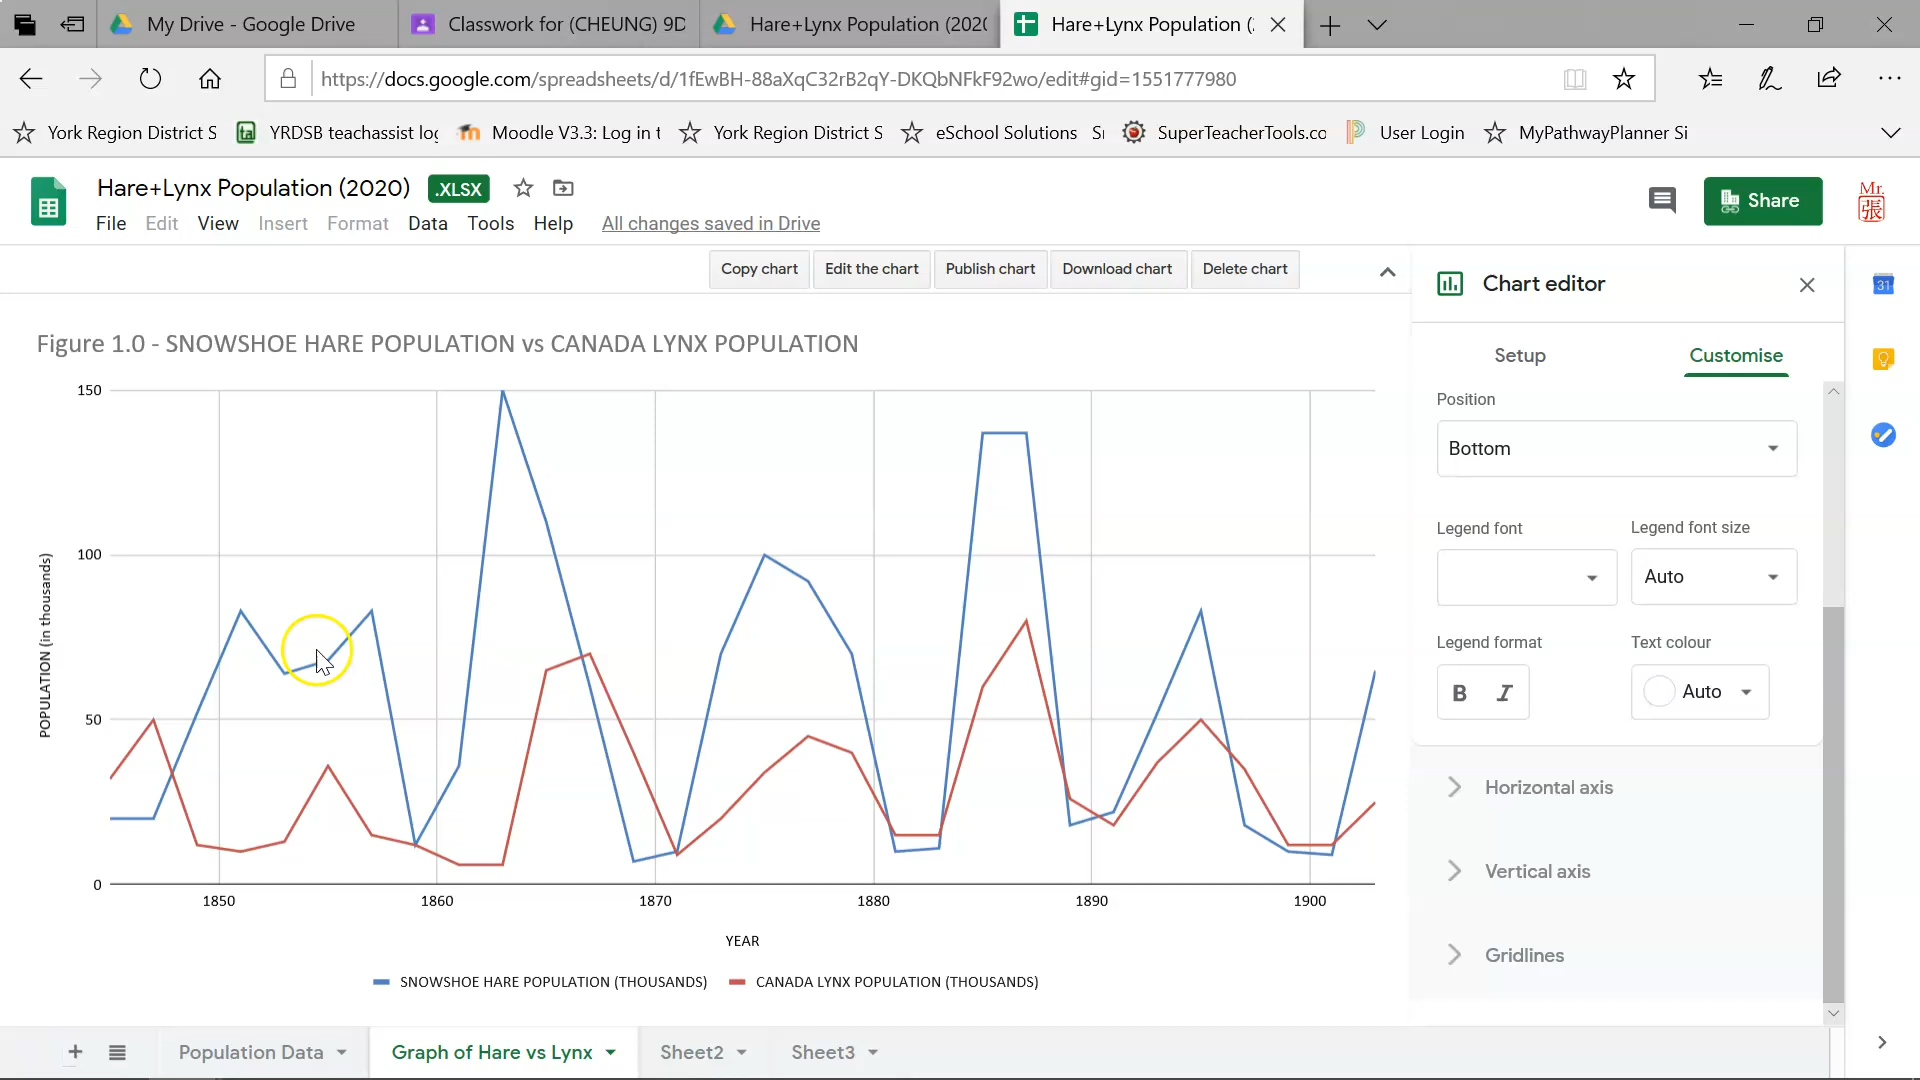 My Drive - Google Drive
Classwork for (CHEUNG) 9D
Hare+Lynx Population (2020
Hare+Lynx Population (
https://docs.google.com/spreadsheets/d/1fEwBH-88aXqC32rB2qY-DKQbNFkF92wo/edit#gid=1551777980
York Region District S
ta
YRDSB teachassist log
Moodle V3.3: Log in t
York Region District S
eSchool Solutions
SuperTeacherTools.co
User Login
MyPathwayPlanner Si
Hare+Lynx Population (2020)
.XLSX
Share
Mr.
張
File
Edit
View
Insert
Format
Data
Tools
Help
All changes saved in Drive
Copy chart
Edit the chart
Publish chart
Download chart
Delete chart
Chart editor
31
Setup
Customise
Position
Bottom
Legend font
Legend font size
Auto
Legend format
Text colour
B
I
Auto
Horizontal axis
Vertical axis
Gridlines
Figure 1.0 - SNOWSHOE HARE POPULATION vs CANADA LYNX POPULATION
POPULATION (in thousands)
150
100
50
0
1850
1860
1870
1880
1890
1900
YEAR
SNOWSHOE HARE POPULATION (THOUSANDS)
CANADA LYNX POPULATION (THOUSANDS)
Population Data
Graph of Hare vs Lynx
Sheet2
Sheet3